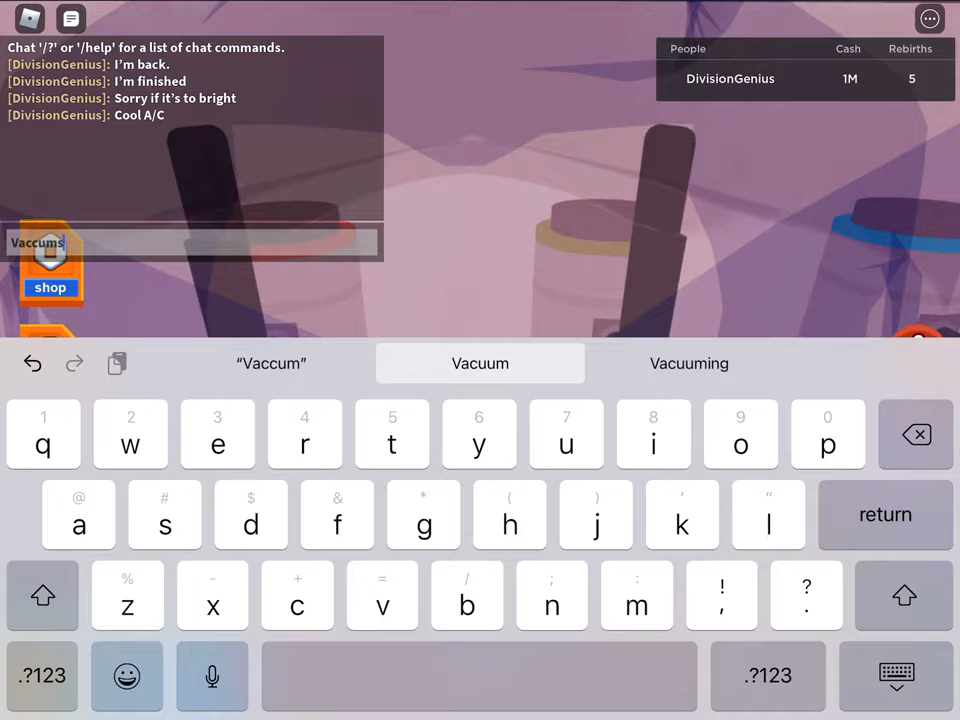 Chat '/?' or '/help' for a list of chat commands.
[DivisionGenius]: I'm back.
[DivisionGenius]: I'm finished
[DivisionGenius]: Sorry if it's to bright
[DivisionGenius]: Cool A/C
People Cash Rebirths
DivisionGenius 1M 5
Vaccums
shop
“Vaccum” Vacuum Vacuuming
1 2 3 4 5 6 7 8 9 0
q w e r t y u i o p
@ # $ & * ( ) ' "
a s d f g h j k l return
% - + = / ; : ! ?
z x c v b n m , .
.?123 .?123